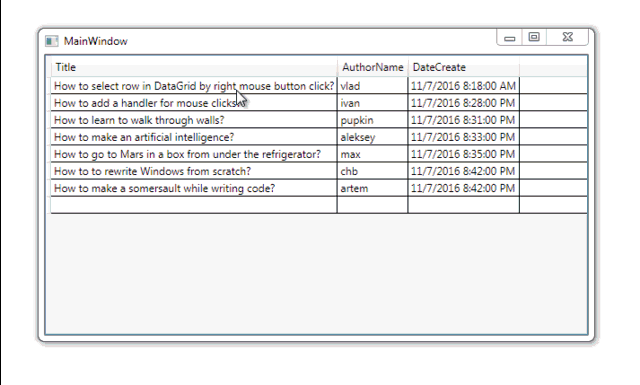 MainWindow
Title AuthorName DateCreate
How to select row in DataGrid by right mouse button click? vlad 11/7/2016 8:18:00 AM
How to add a handler for mouse clicks? ivan 11/7/2016 8:28:00 PM
How to learn to walk through walls? pupkin 11/7/2016 8:31:00 PM
How to make an artificial intelligence? aleksey 11/7/2016 8:33:00 PM
How to go to Mars in a box from under the refrigerator? max 11/7/2016 8:35:00 PM
How to to rewrite Windows from scratch? chb 11/7/2016 8:42:00 PM
How to make a somersault while writing code? artem 11/7/2016 8:42:00 PM